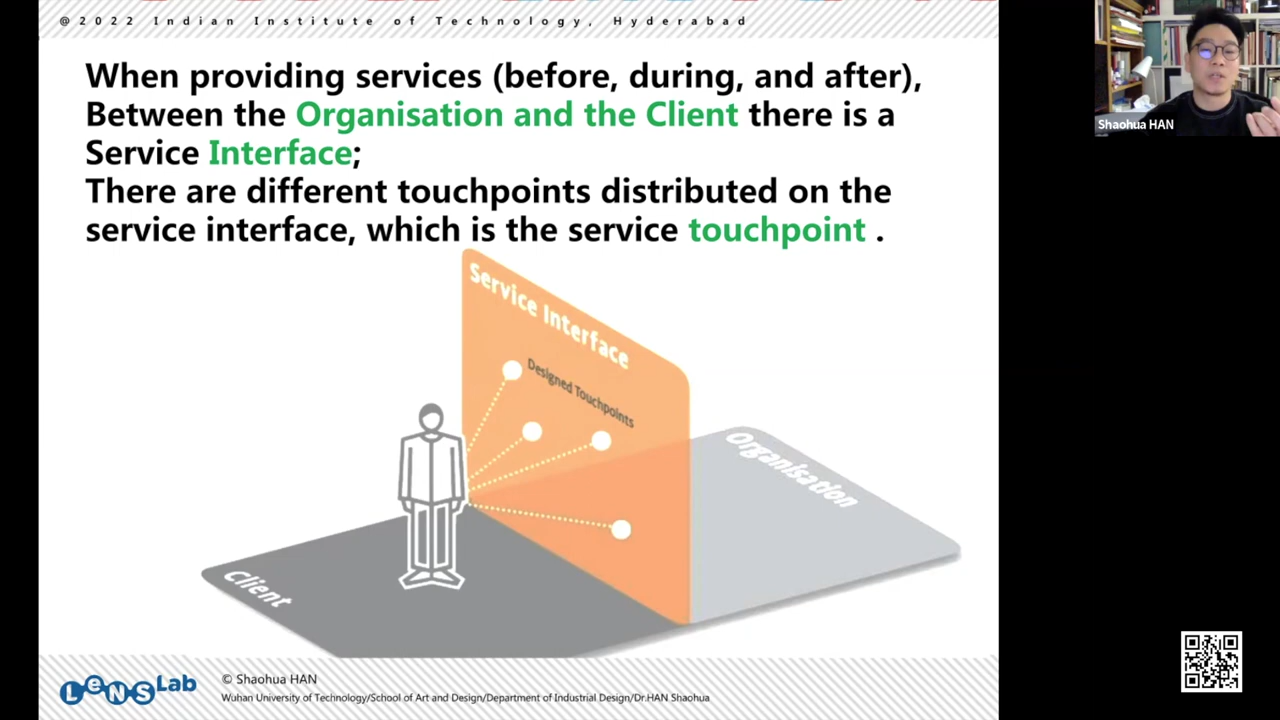 @2022 Indian Institute of Technology, Hyderabad
When providing services (before, during, and after),
Between the Organisation and the Client there is a
Service Interface;
There are different touchpoints distributed on the
service interface, which is the service touchpoint .
Service Interface
Designed Touchpoints
Organisation
Client
LeNS Lab
© Shaohua HAN
Wuhan University of Technology/School of Art and Design/Department of Industrial Design/Dr.HAN Shaohua
Shaohua HAN